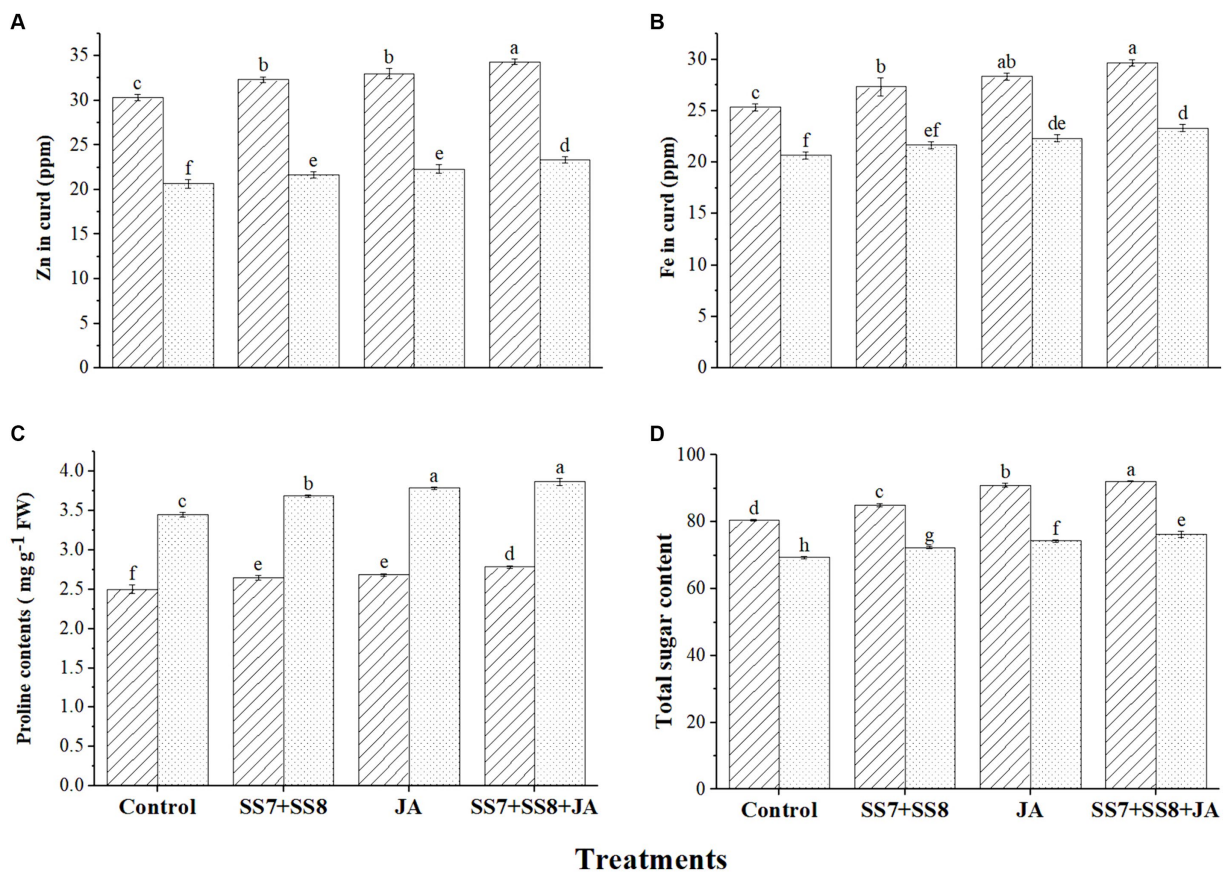 A
Zn in curd (ppm)
35
30
25
20
15
10
5
0
c
f
b
e
b
e
a
d
B
Fe in curd (ppm)
30
25
20
15
10
5
0
c
f
b
ef
ab
de
a
d
C
Proline contents ( mg g-1 FW)
4.0
3.5
3.0
2.5
2.0
1.5
1.0
0.5
0.0
f
c
e
b
e
a
d
a
Control SS7+SS8 JA SS7+SS8+JA
D
Total sugar content
100
80
60
40
20
0
d
h
c
g
b
f
a
e
Control SS7+SS8 JA SS7+SS8+JA
Treatments